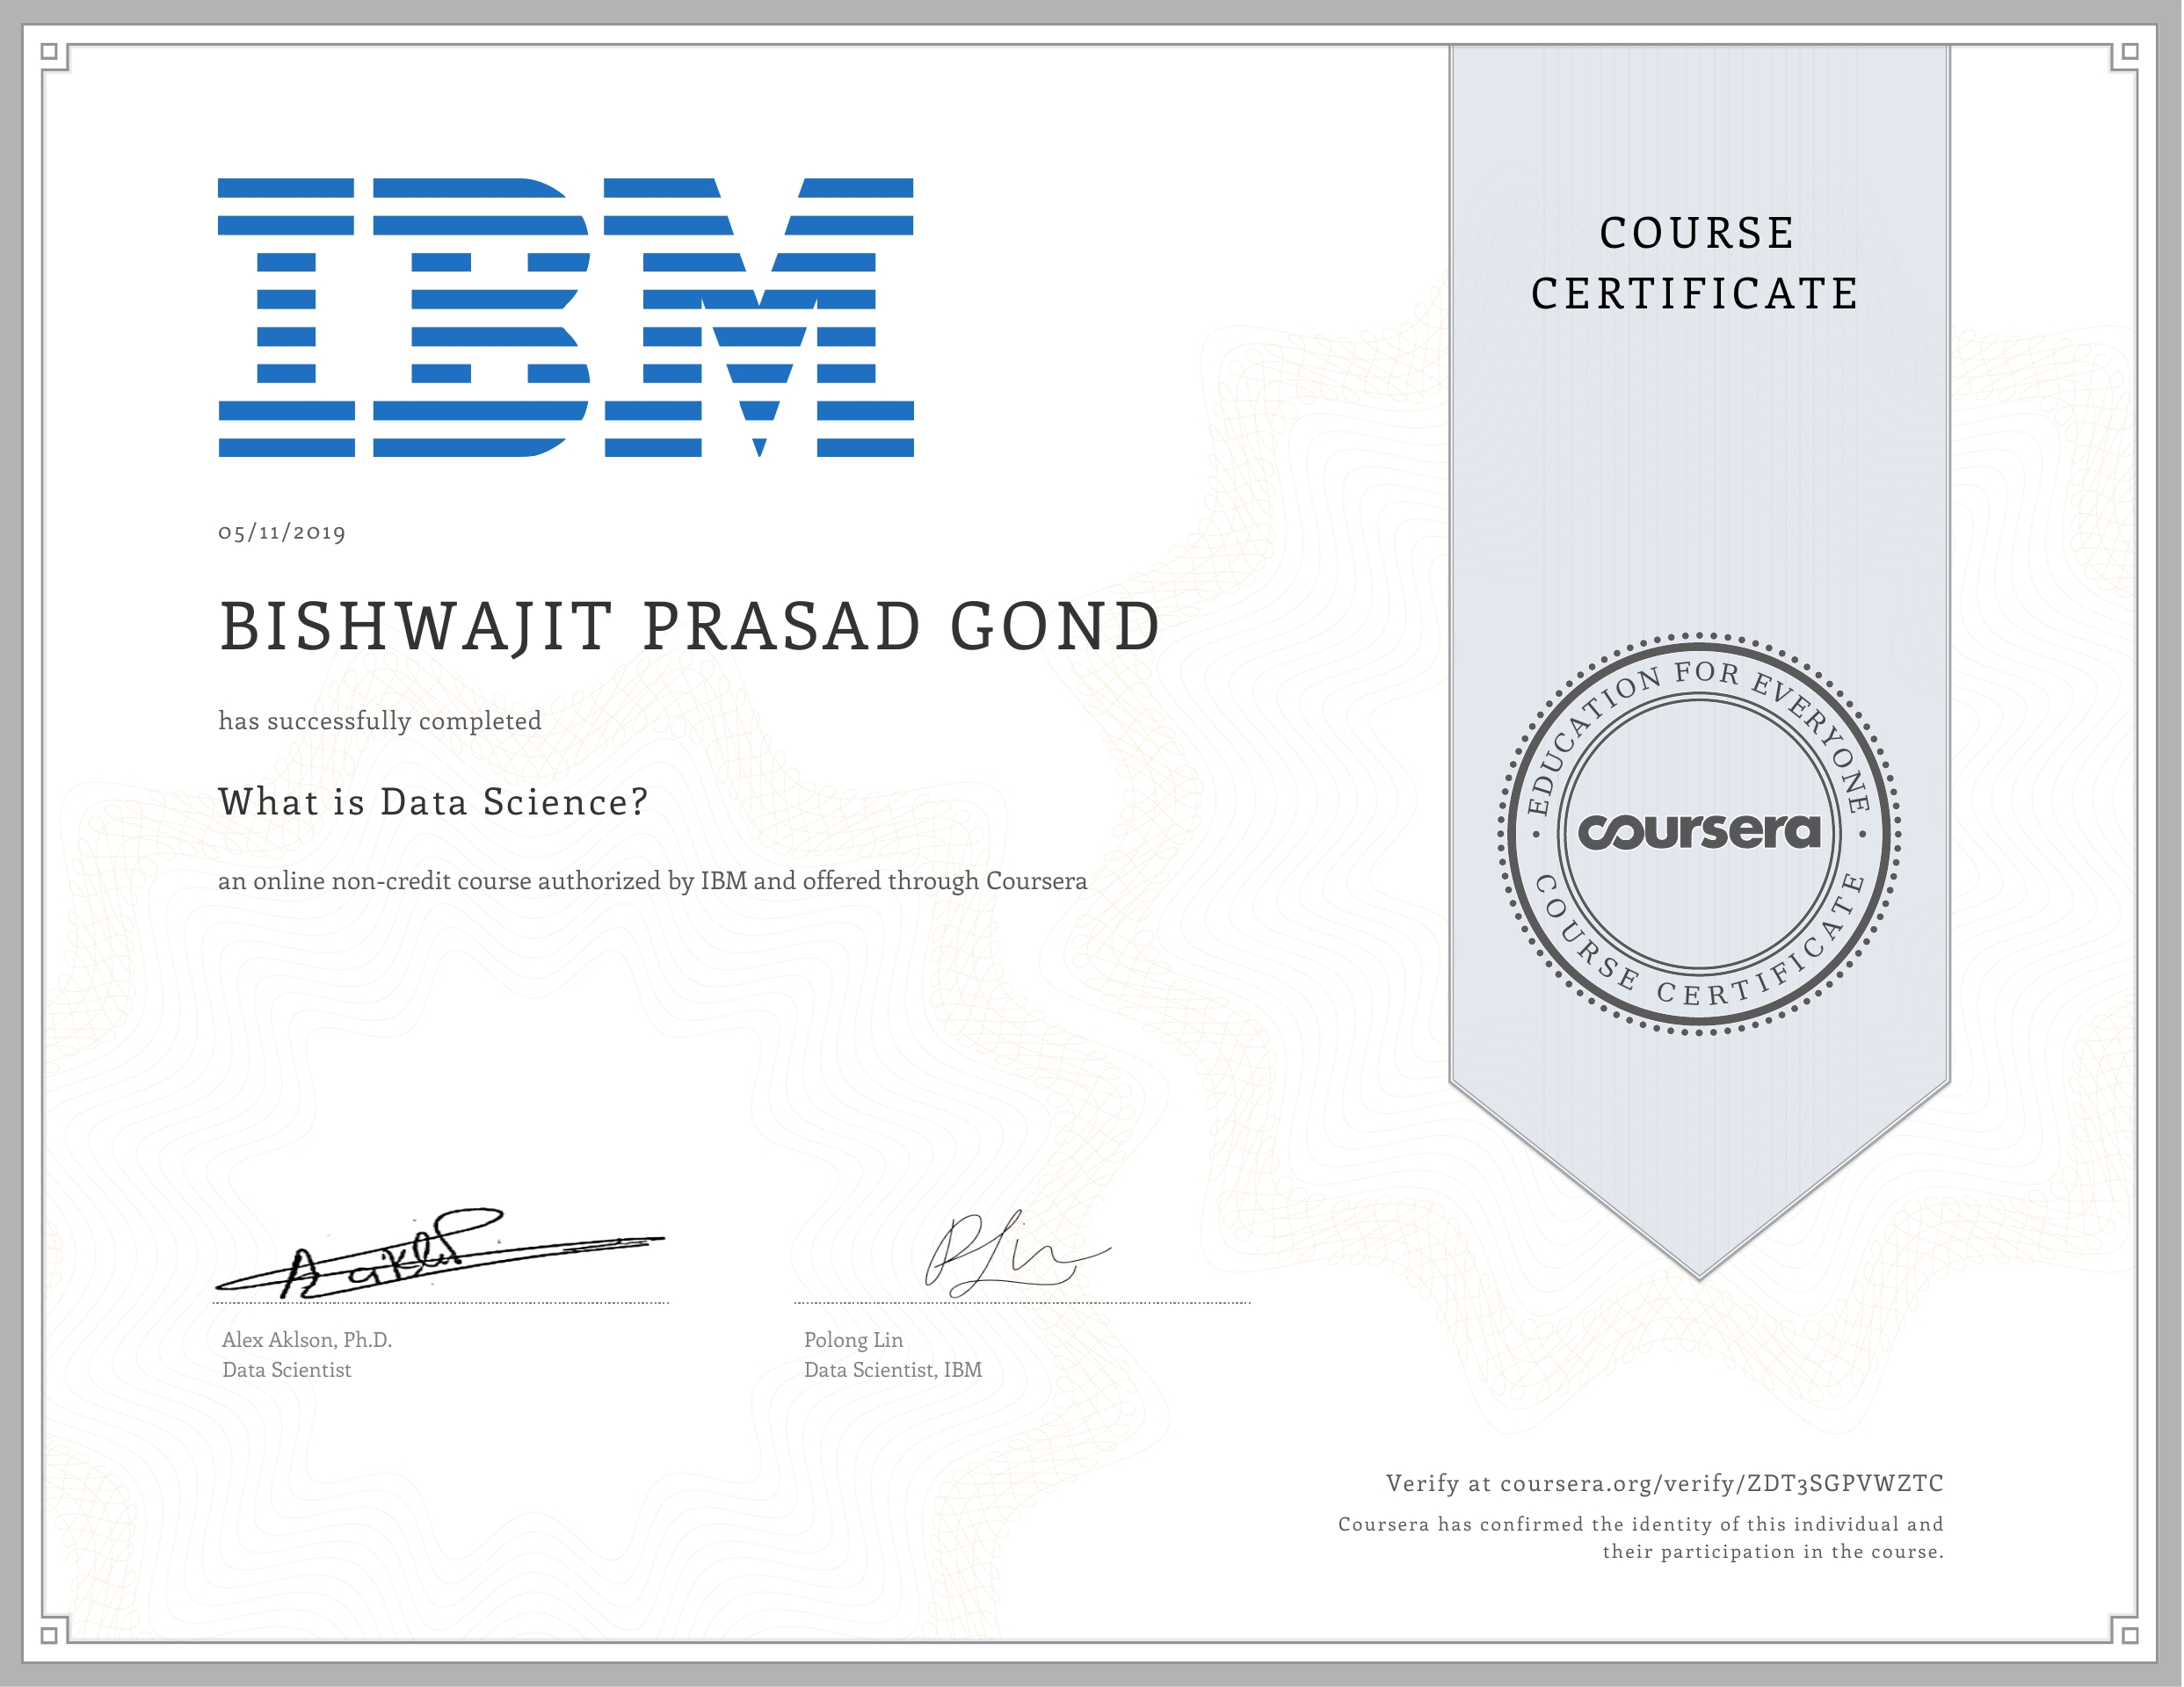 IBM
05/11/2019
BISHWAJIT PRASAD GOND
has successfully completed
What is Data Science?
an online non-credit course authorized by IBM and offered through Coursera
COURSE
CERTIFICATE
EDUCATION FOR EVERYONE
coursera
COURSE CERTIFICATE
Alex Aklson, Ph.D.
Data Scientist
Polong Lin
Data Scientist, IBM
Verify at coursera.org/verify/ZDT3SGPVWZTC
Coursera has confirmed the identity of this individual and
their participation in the course.